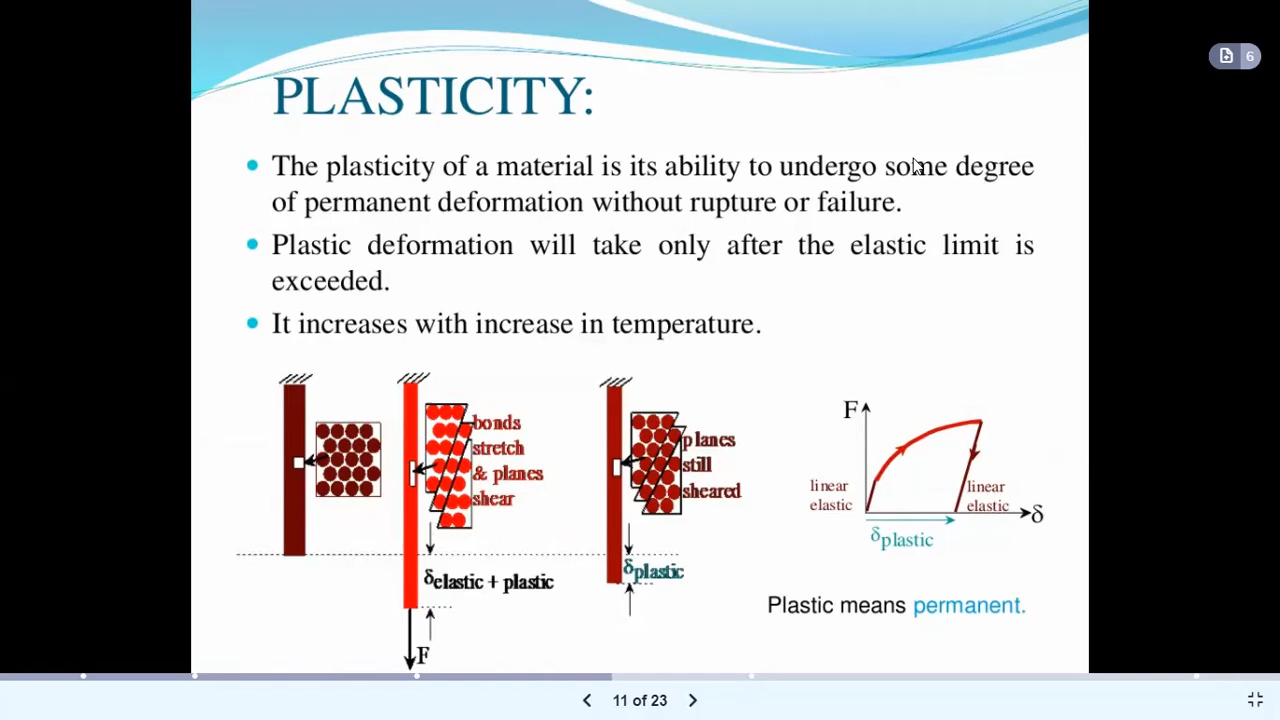 6
PLASTICITY:
The plasticity of a material is its ability to undergo some degree
of permanent deformation without rupture or failure.
Plastic deformation will take only after the elastic limit is
exceeded.
It increases with increase in temperature.
bonds
stretch
& planes
shear
δelastic + plastic
F
planes
still
sheared
δplastic
F
linear
elastic
linear
elastic
δ
δplastic
Plastic means permanent.
11 of 23